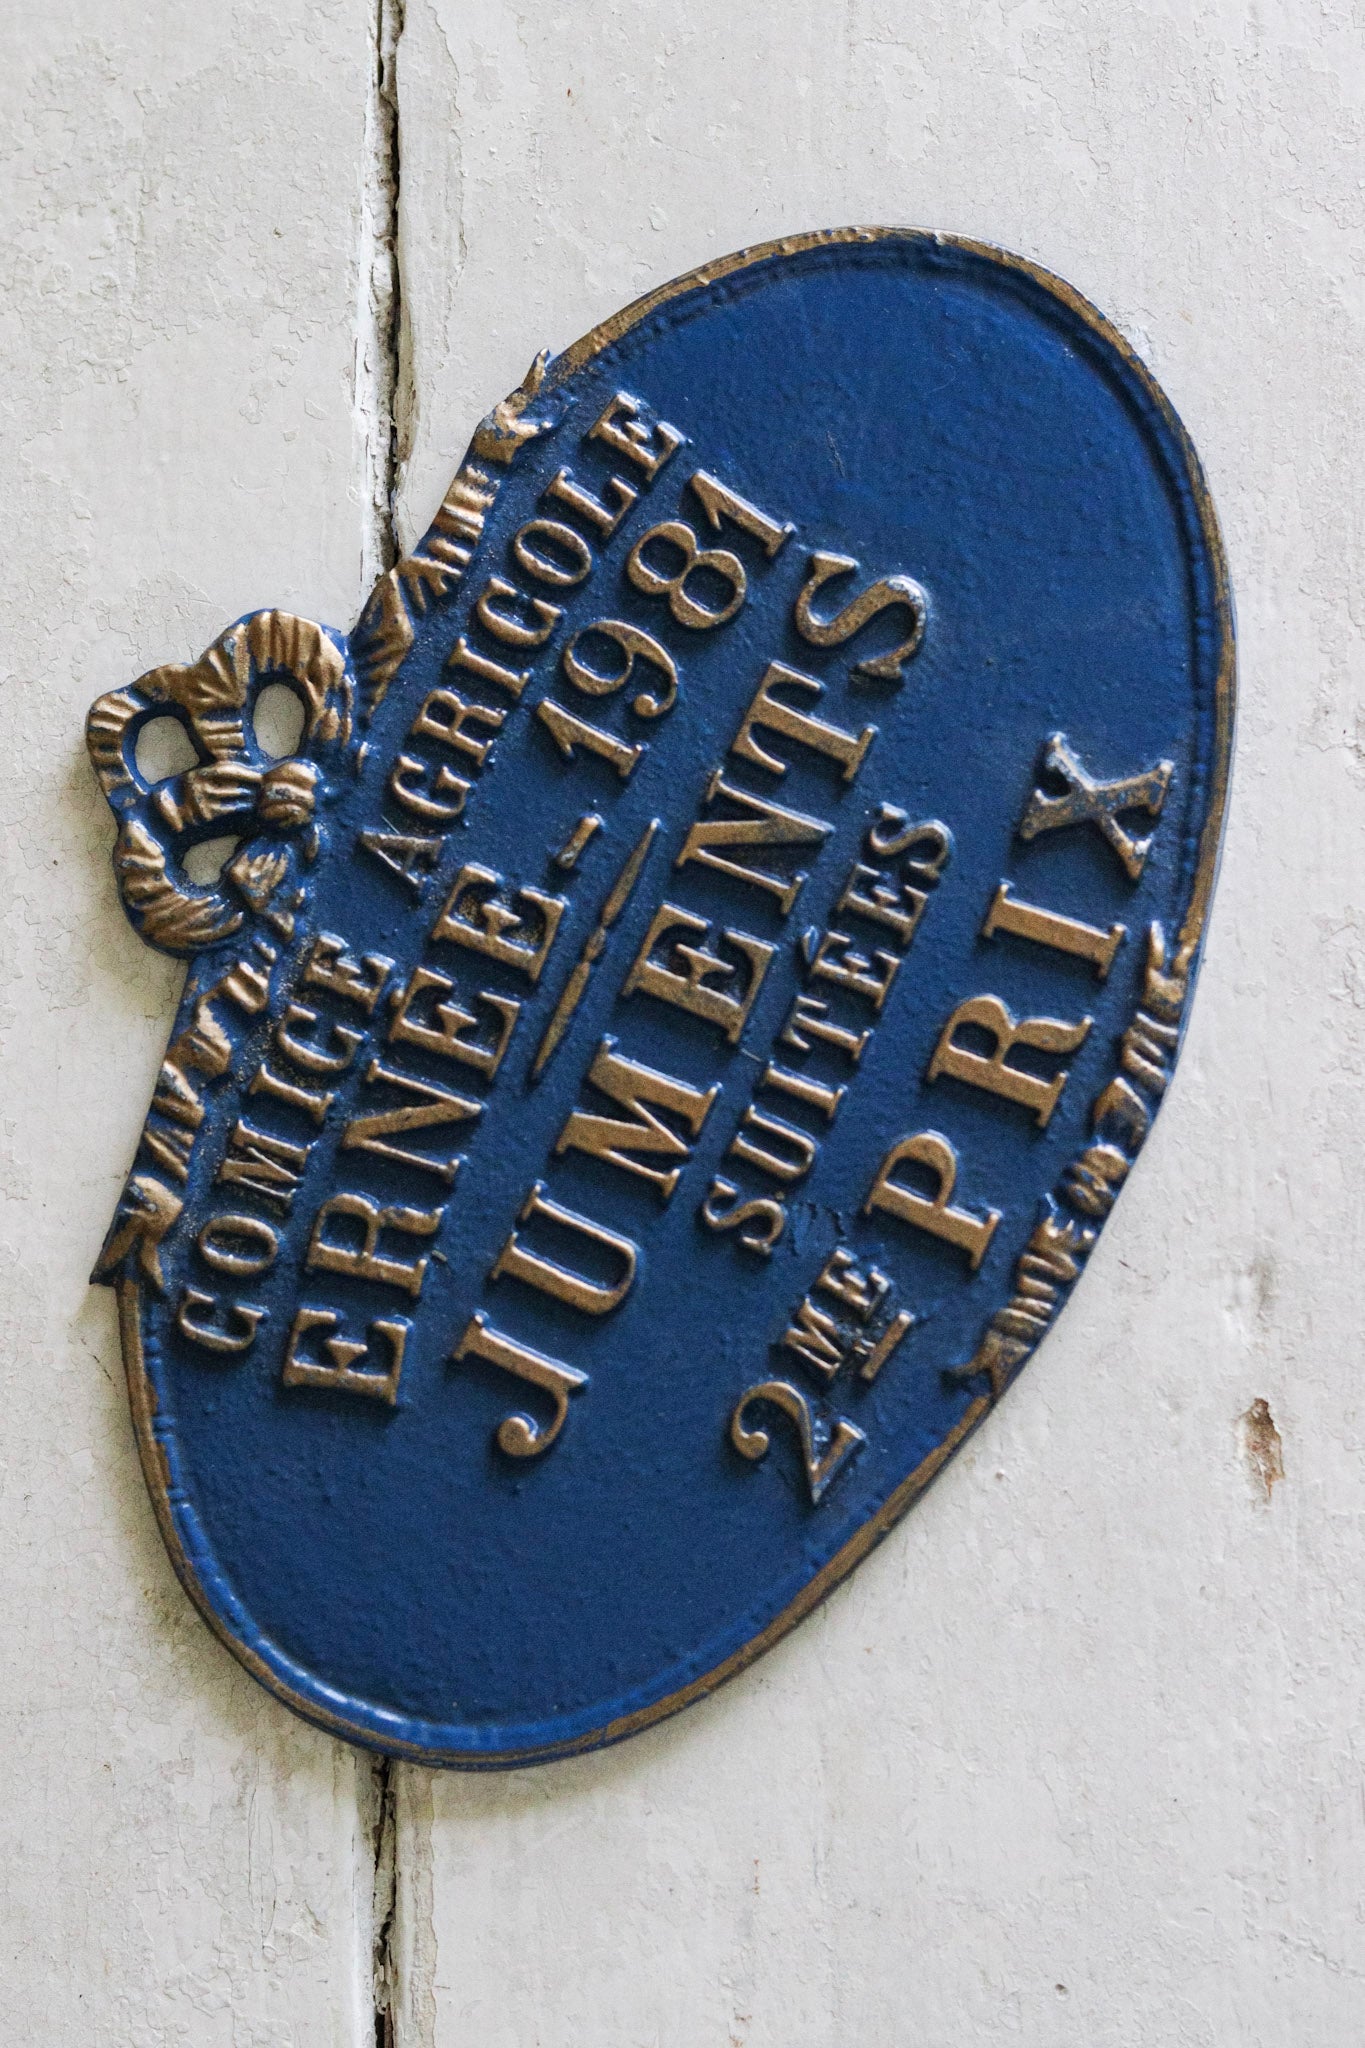 COMICE AGRICOLE
ERNEE - 1981
JUMENTS
SUITÉES
2ME PRIX